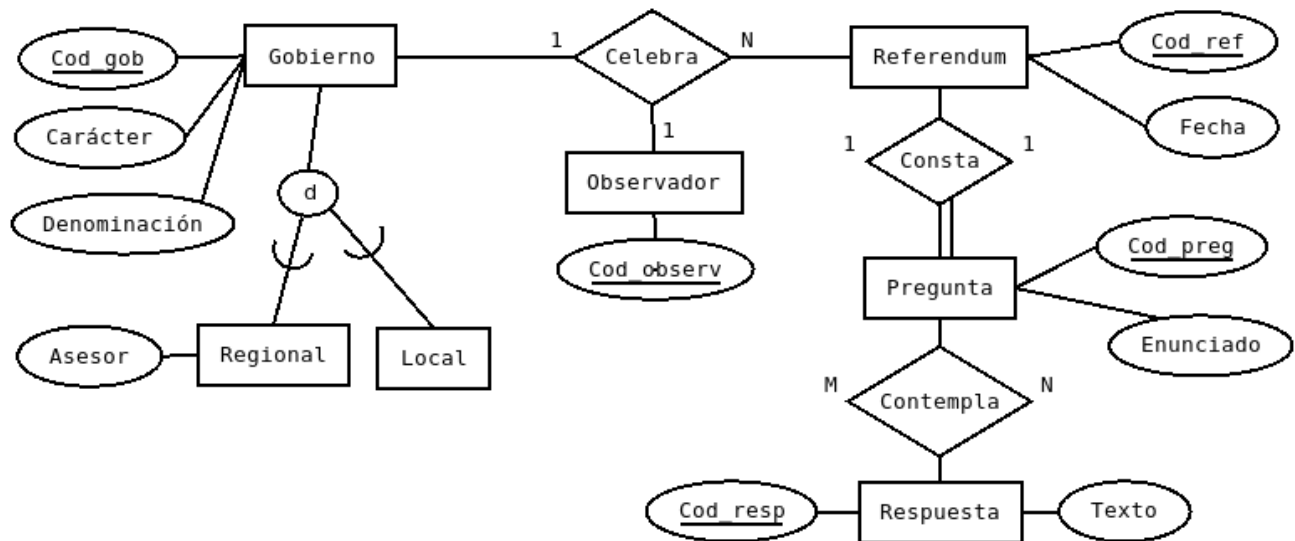 Cod_gob
Gobierno
1
Celebra
N
Referendum
Cod_ref
Carácter
Fecha
1
1
Consta
1
Denominación
d
Observador
Cod_observ
Cod_preg
Pregunta
Enunciado
Asesor
Regional
Local
M
Contempla
N
Cod_resp
Respuesta
Texto